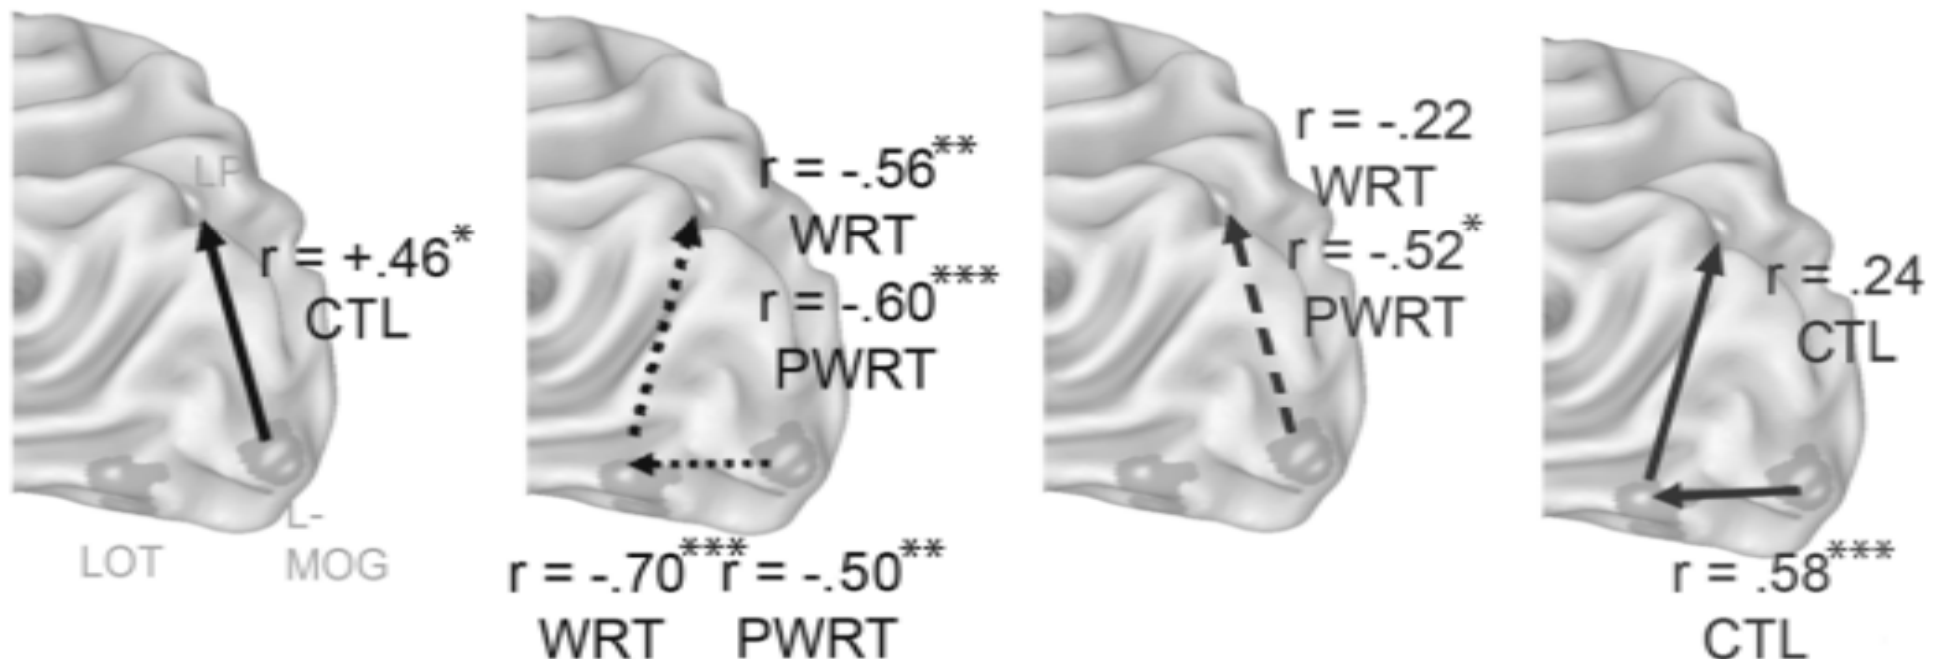 LP
r = +.46*
CTL
LOT
L-
MOG
r = -.56**
WRT
r = -.60***
PWRT
r = -.70***
WRT
r = -.50**
PWRT
r = -.22
WRT
r = -.52*
PWRT
r = .24
CTL
r = .58***
CTL